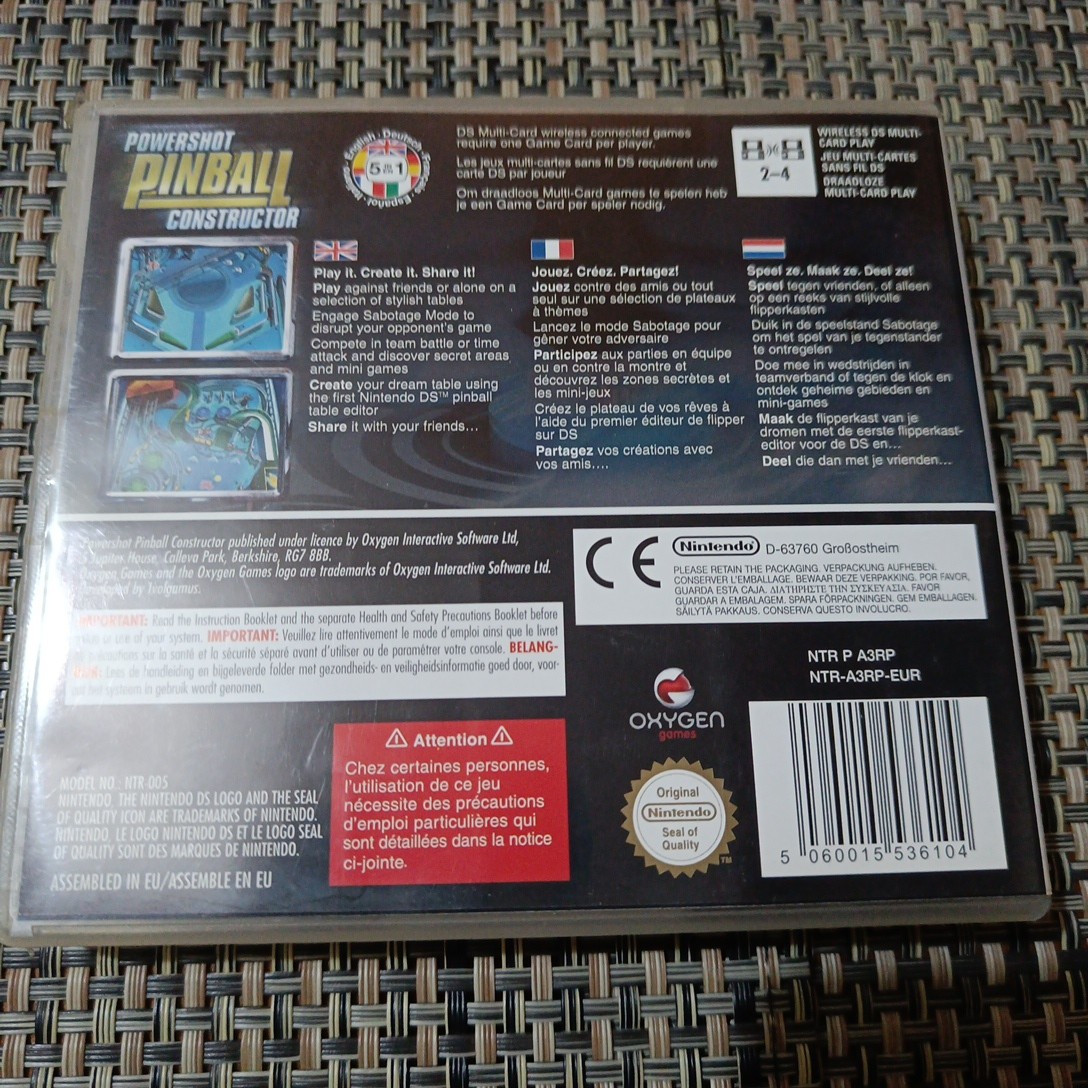 POWERSHOT
PINBALL
CONSTRUCTOR
English · Deutsch · Français · Español · Italiano
5 IN 1
DS Multi-Card wireless connected games
require one Game Card per player.
Les jeux multi-cartes sans fil DS requièrent une
carte DS par joueur
Om draadloos Multi-Card games te spelen heb
je een Game Card per speler nodig.
2–4
WIRELESS DS MULTI-
CARD PLAY
JEU MULTI-CARTES
SANS FIL DS
DRAADLOZE
MULTI-CARD PLAY
Play it. Create it. Share it!
Play against friends or alone on a
selection of stylish tables
Engage Sabotage Mode to
disrupt your opponent's game
Compete in team battle or time
attack and discover secret areas
and mini games
Create your dream table using
the first Nintendo DS™ pinball
table editor
Share it with your friends...
Jouez. Créez. Partagez!
Jouez contre des amis ou tout
seul sur une sélection de plateaux
à thèmes
Lancez le mode Sabotage pour
gêner votre adversaire
Participez aux parties en équipe
ou en contre la montre et
découvrez les zones secrètes et
les mini-jeux
Créez le plateau de vos rêves à
l'aide du premier éditeur de flipper
sur DS
Partagez vos créations avec
vos amis....
Speel ze. Maak ze. Deel ze!
Speel tegen vrienden, of alleen
op een reeks van stijlvolle
flipperkasten
Duik in de speelstand Sabotage
om het spel van je tegenstander
te ontregelen
Doe mee in wedstrijden in
teamverband of tegen de klok en
ontdek geheime gebieden en
mini-games
Maak de flipperkast van je
dromen met de eerste flipperkast-
editor voor de DS en...
Deel die dan met je vrienden...
Powershot Pinball Constructor published under licence by Oxygen Interactive Software Ltd,
Jupiter House, Calleva Park, Berkshire, RG7 8BB.
Oxygen Games and the Oxygen Games logo are trademarks of Oxygen Interactive Software Ltd.
Developed by Tivolgamus.
IMPORTANT: Read the Instruction Booklet and the separate Health and Safety Precautions Booklet before
use of your system. IMPORTANT: Veuillez lire attentivement le mode d'emploi ainsi que le livret
précautions sur la santé et la sécurité séparé avant d'utiliser ou de paramétrer votre console. BELANG-
RIJK: Lees de handleiding en bijgeleverde folder met gezondheids- en veiligheidsinformatie goed door, voor-
dat het systeem in gebruik wordt genomen.
CE
Nintendo® D-63760 Großostheim
PLEASE RETAIN THE PACKAGING. VERPACKUNG AUFHEBEN.
CONSERVER L'EMBALLAGE. BEWAAR DEZE VERPAKKING. POR FAVOR,
GUARDA ESTA CAJA. ΔΙΑΤΗΡΗΣΤΕ ΤΗΝ ΣΥΣΚΕΥΑΣΙΑ. FAVOR
GUARDAR A EMBALAGEM. SPARA FÖRPACKNINGEN. GEM EMBALLAGEN.
SÄILYTÄ PAKKAUS. CONSERVA QUESTO INVOLUCRO.
NTR P A3RP
NTR-A3RP-EUR
OXYGEN
games
Attention
Chez certaines personnes,
l'utilisation de ce jeu
nécessite des précautions
d'emploi particulières qui
sont détaillées dans la notice
ci-jointe.
MODEL NO.: NTR-005
NINTENDO, THE NINTENDO DS LOGO AND THE SEAL
OF QUALITY ICON ARE TRADEMARKS OF NINTENDO.
NINTENDO, LE LOGO NINTENDO DS ET LE LOGO SEAL
OF QUALITY SONT DES MARQUES DE NINTENDO.
ASSEMBLED IN EU/ASSEMBLE EN EU
Original
Nintendo
Seal of
Quality
TM
5 060015 536104